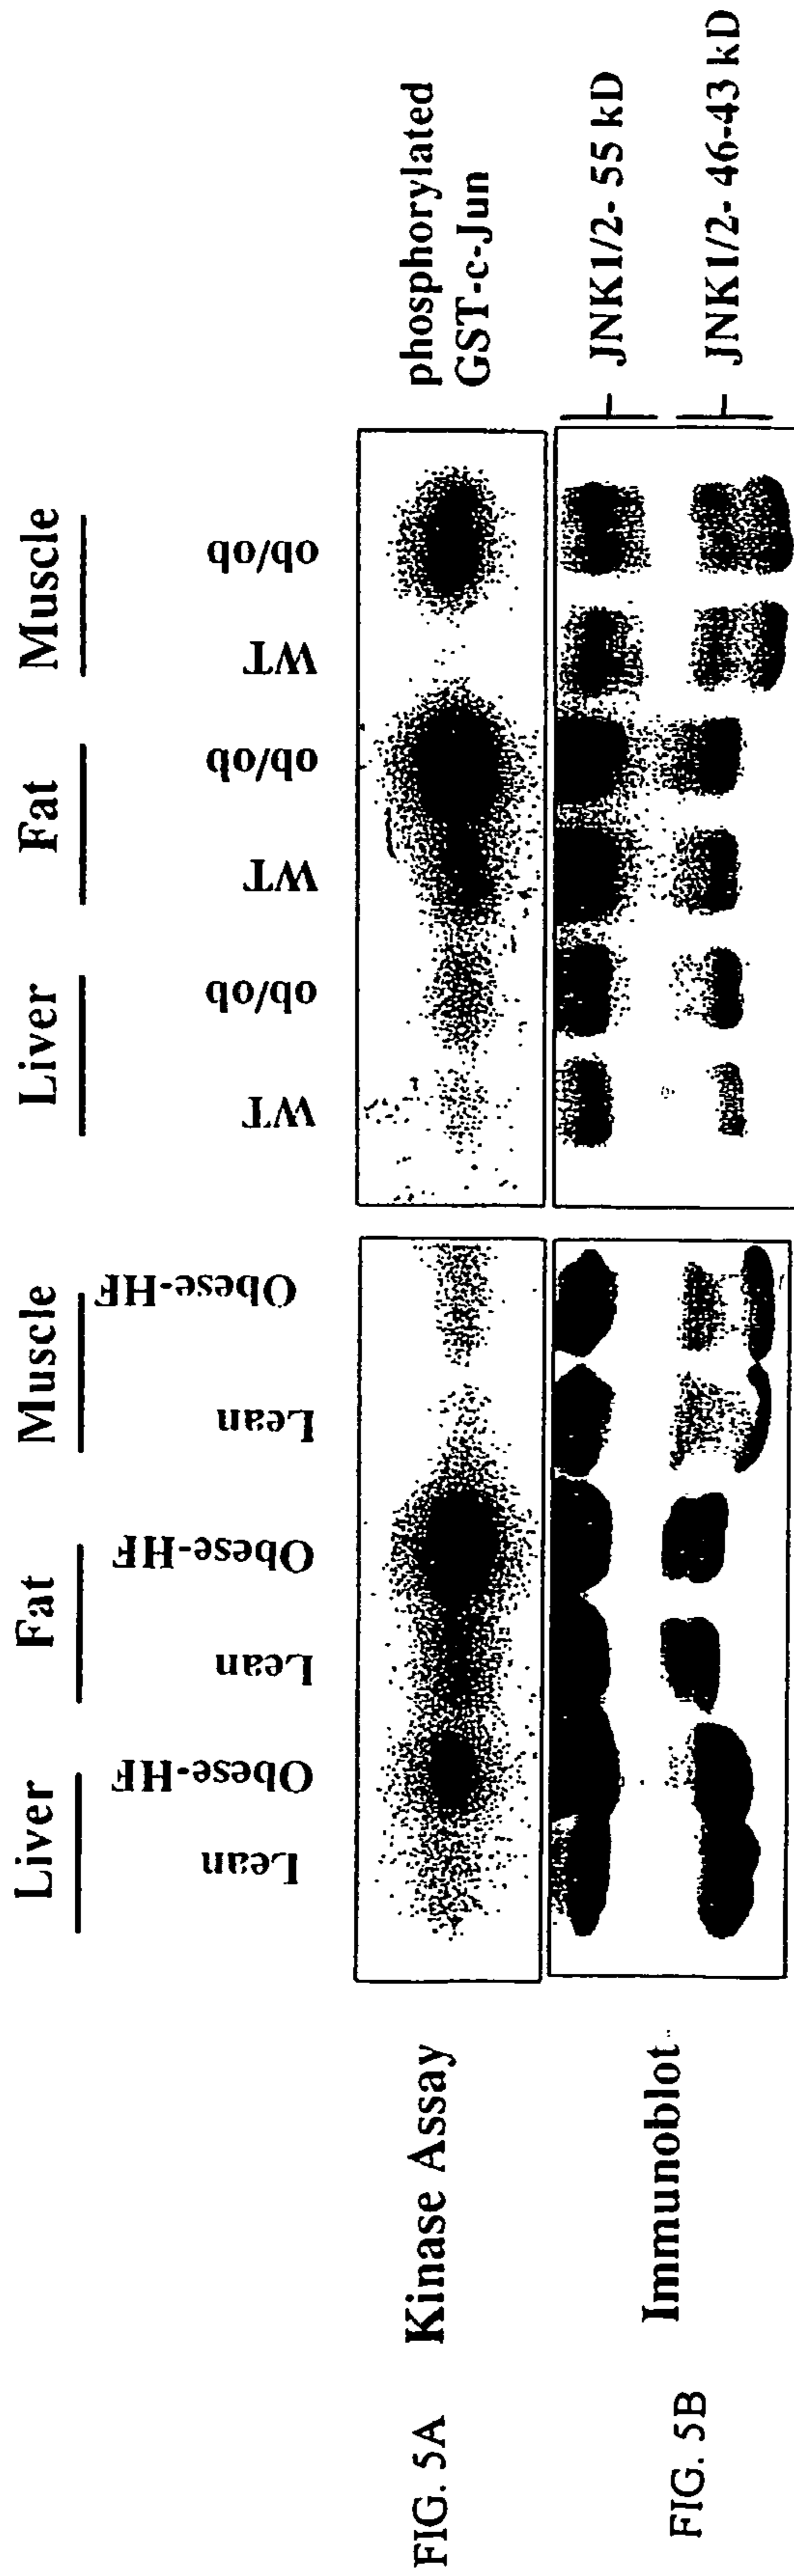 Liver
Fat
Muscle
Liver
Fat
Muscle
Lean
Obese-HF
Lean
Obese-HF
Lean
Obese-HF
WT
ob/ob
WT
ob/ob
WT
ob/ob
FIG. 5A
Kinase Assay
phosphorylated
GST-c-Jun
FIG. 5B
Immunoblot
JNK1/2- 55 kD
JNK1/2- 46-43 kD